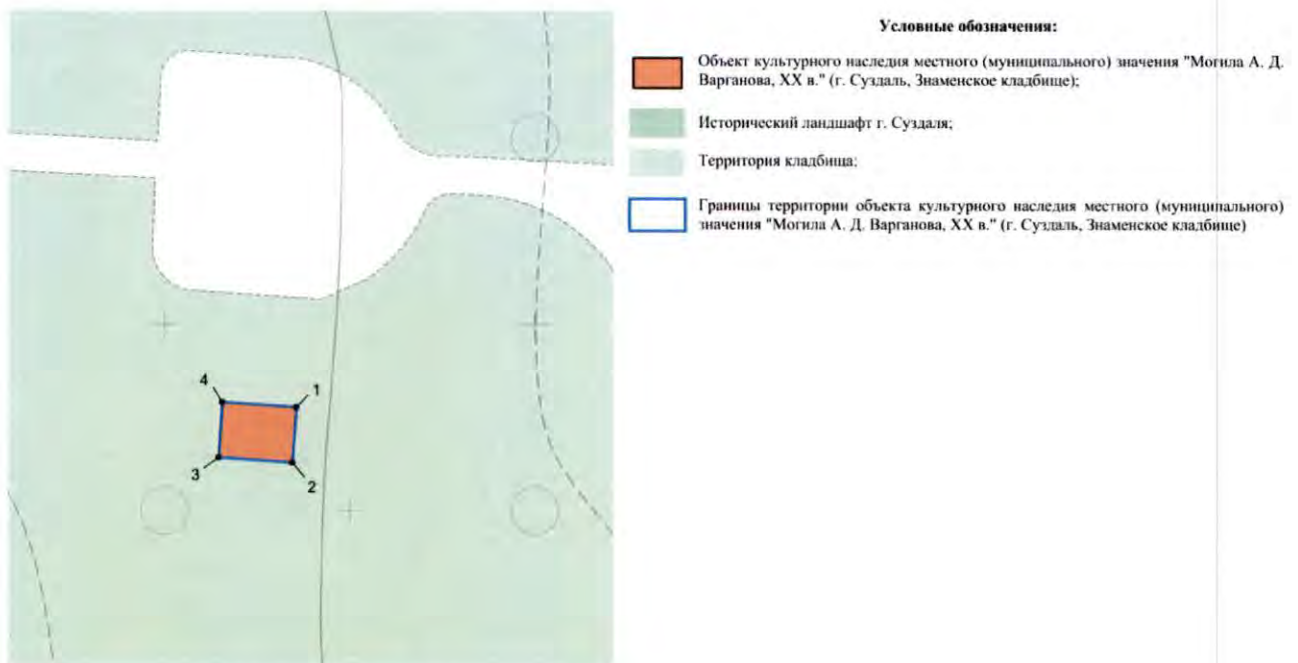 Условные обозначения:
Объект культурного наследия местного (муниципального) значения "Могила А. Д.
Варганова, XX в." (г. Суздаль, Знаменское кладбище);
Исторический ландшафт г. Суздаля;
Территория кладбища;
Границы территории объекта культурного наследия местного (муниципального)
значения "Могила А. Д. Варганова, XX в." (г. Суздаль, Знаменское кладбище)
4
1
3
2